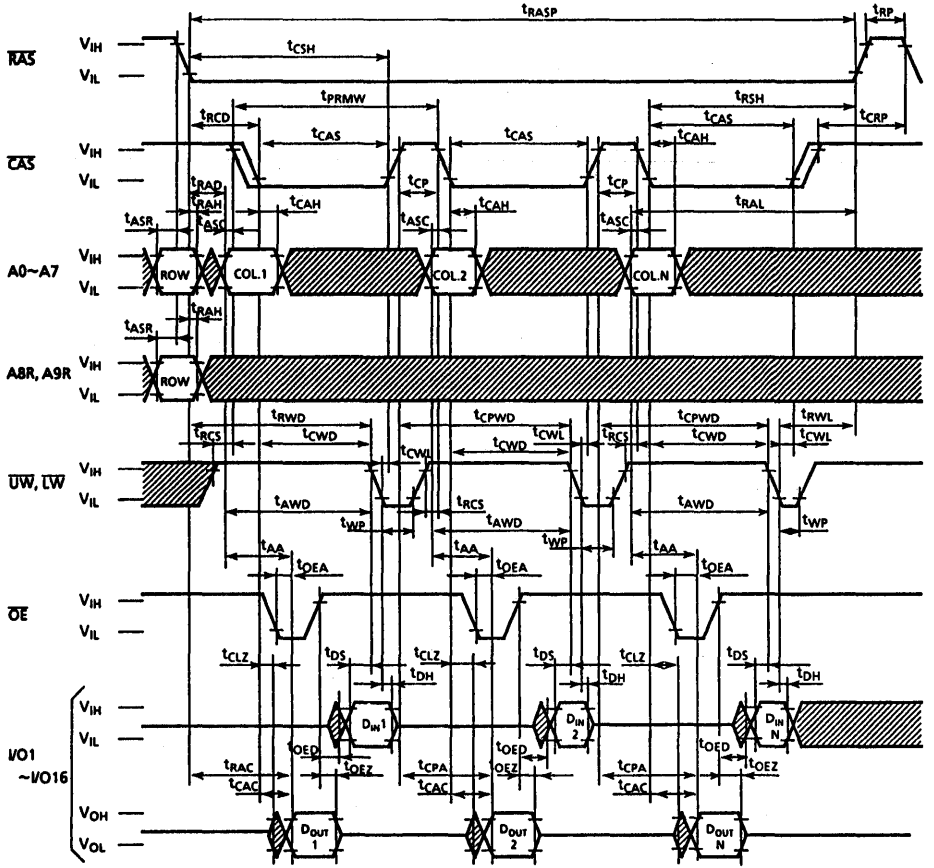 tRASP tRP
RAS VIH tCSH
VIL
tPRMW tRSH
tRCD tCAS tCAS tCAS tCRP
CAS VIH tCAH
VIL tCP tCP
tRAD
tRAH tCAH tCAH tRAL
tASR tASC tASC tASC
A0~A7 VIH ROW COL.1 COL.2 COL.N
VIL
tRAH
tASR
A8R, A9R VIH ROW
VIL
tRWD tCPWD tCPWD tRWL
tRCS tCWD tCWL tCWD tCWL tRCS tCWD tCWL
UW, LW VIH
VIL tRCS
tAWD tWP tAWD tWP tAWD tWP
tAA tAA tAA
tOEA tOEA tOEA
OE VIH
VIL
tCLZ tDS tCLZ tDS tCLZ tDS
tDH tDH tDH
VIH DIN 1 DIN 2 DIN N
VIL
I/O1 ~I/O16
tOED tOED tOED
tRAC tOEZ tCPA tOEZ tCPA tOEZ
tCAC tCAC tCAC
VOH DOUT 1 DOUT 2 DOUT N
VOL